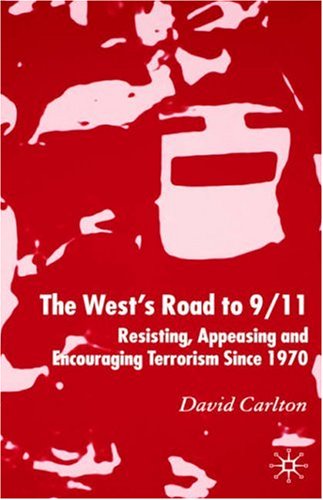 The West's Road to 9/11
Resisting, Appeasing and
Encouraging Terrorism Since 1970
David Carlton